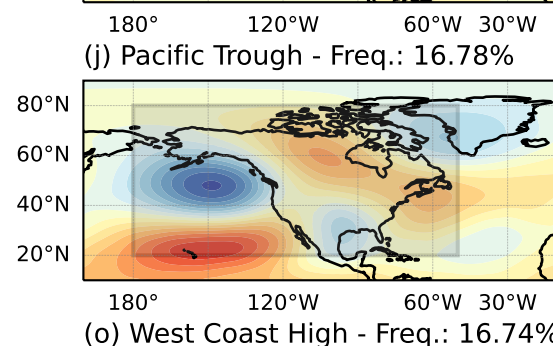 180° 120°W 60°W 30°W
(j) Pacific Trough - Freq.: 16.78%
80°N
60°N
40°N
20°N
180° 120°W 60°W 30°W
(o) West Coast High - Freq.: 16.74%